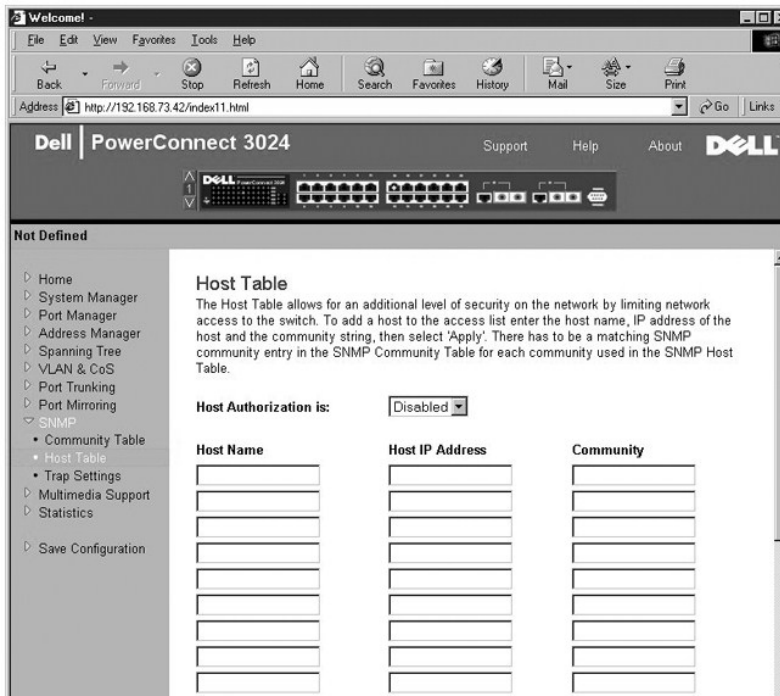 Welcome! -
File Edit View Favorites Tools Help
Back Forward Stop Refresh Home Search Favorites History Mail Size Print
Address http://192.168.73.42/index11.html Go Links
Dell PowerConnect 3024 Support Help About DELL
1
DELL PowerConnect 3024
Not Defined
Home
System Manager
Port Manager
Address Manager
Spanning Tree
VLAN & CoS
Port Trunking
Port Mirroring
SNMP
• Community Table
• Host Table
• Trap Settings
Multimedia Support
Statistics
Save Configuration
Host Table
The Host Table allows for an additional level of security on the network by limiting network
access to the switch. To add a host to the access list enter the host name, IP address of the
host and the community string, then select 'Apply'. There has to be a matching SNMP
community entry in the SNMP Community Table for each community used in the SNMP Host
Table.
Host Authorization is: Disabled
Host Name Host IP Address Community